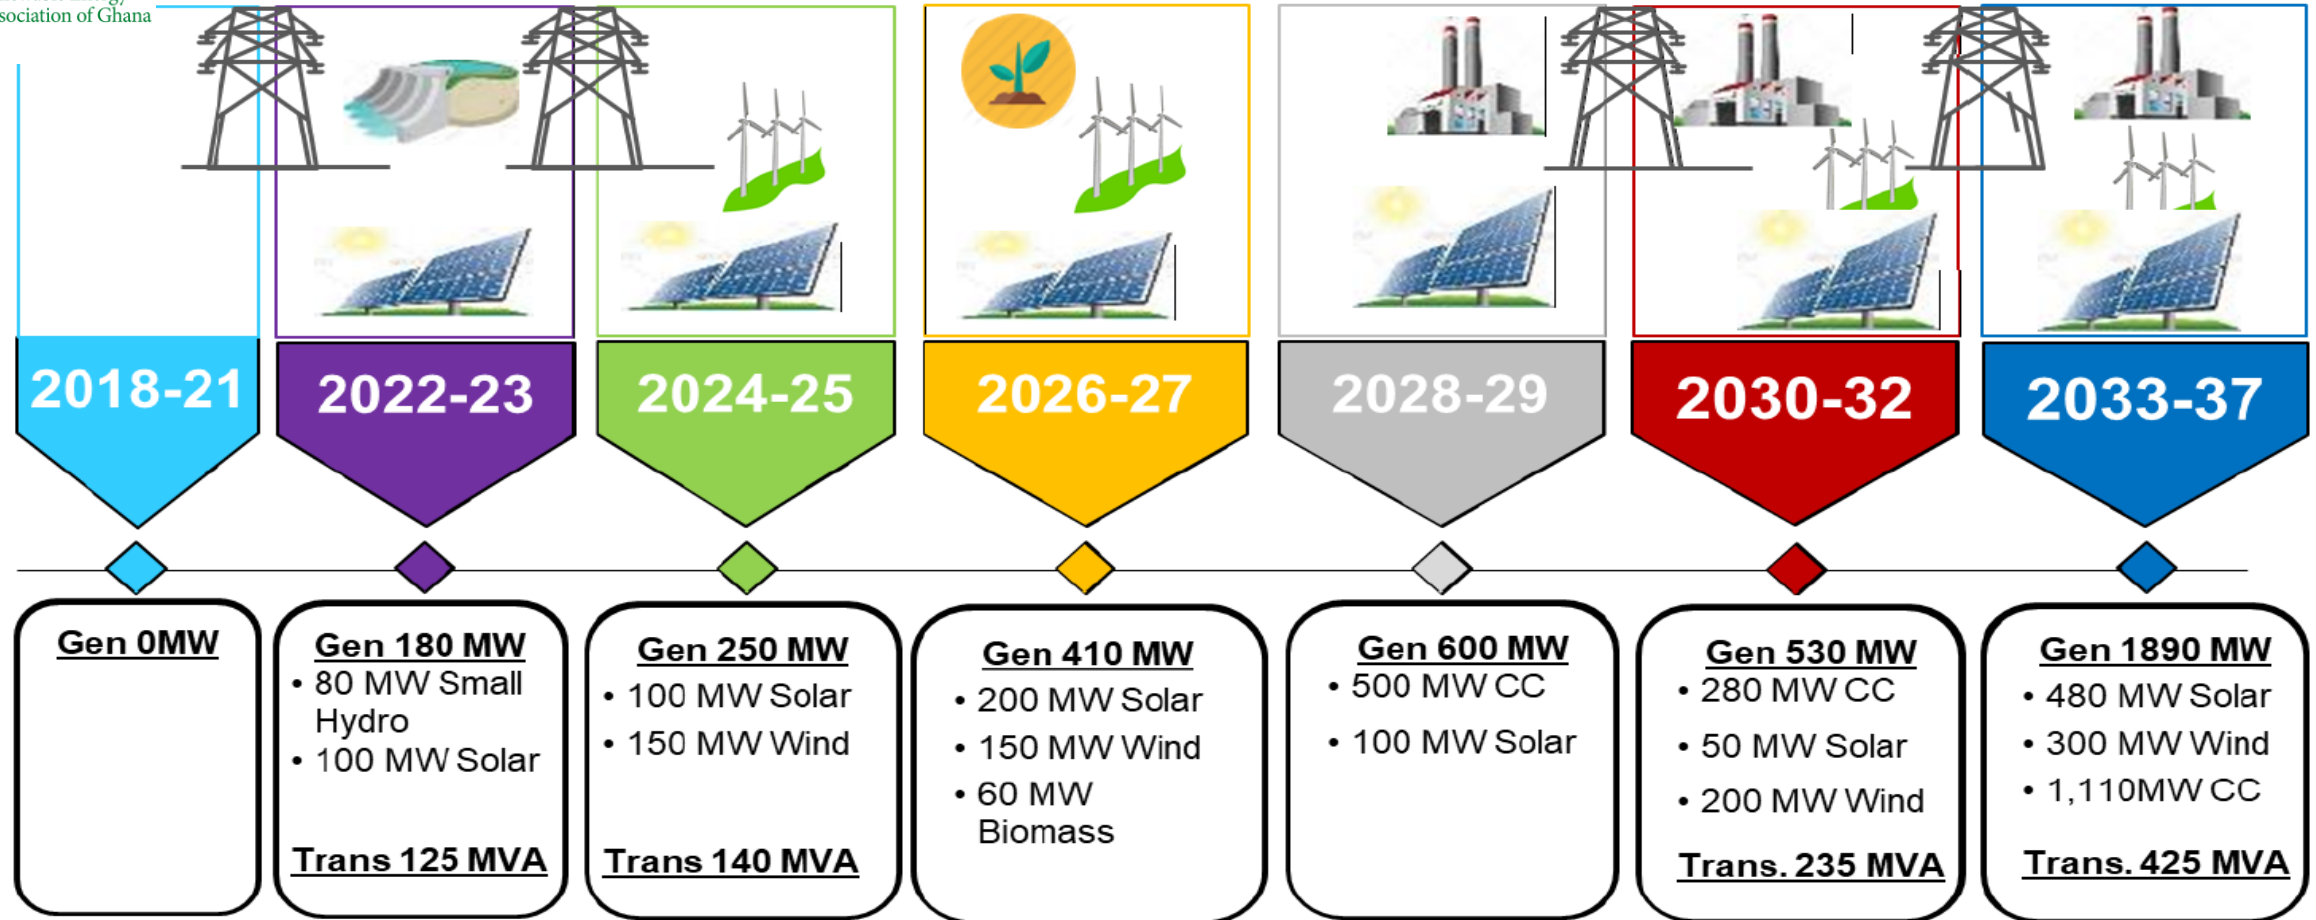 sociation of Ghana
2018-21
2022-23
2024-25
2026-27
2028-29
2030-32
2033-37
Gen 0MW
Gen 180 MW
• 80 MW Small
Hydro
• 100 MW Solar
Trans 125 MVA
Gen 250 MW
• 100 MW Solar
• 150 MW Wind
Trans 140 MVA
Gen 410 MW
• 200 MW Solar
• 150 MW Wind
• 60 MW
Biomass
Gen 600 MW
• 500 MW CC
• 100 MW Solar
Gen 530 MW
• 280 MW CC
• 50 MW Solar
• 200 MW Wind
Trans. 235 MVA
Gen 1890 MW
• 480 MW Solar
• 300 MW Wind
• 1,110MW CC
Trans. 425 MVA